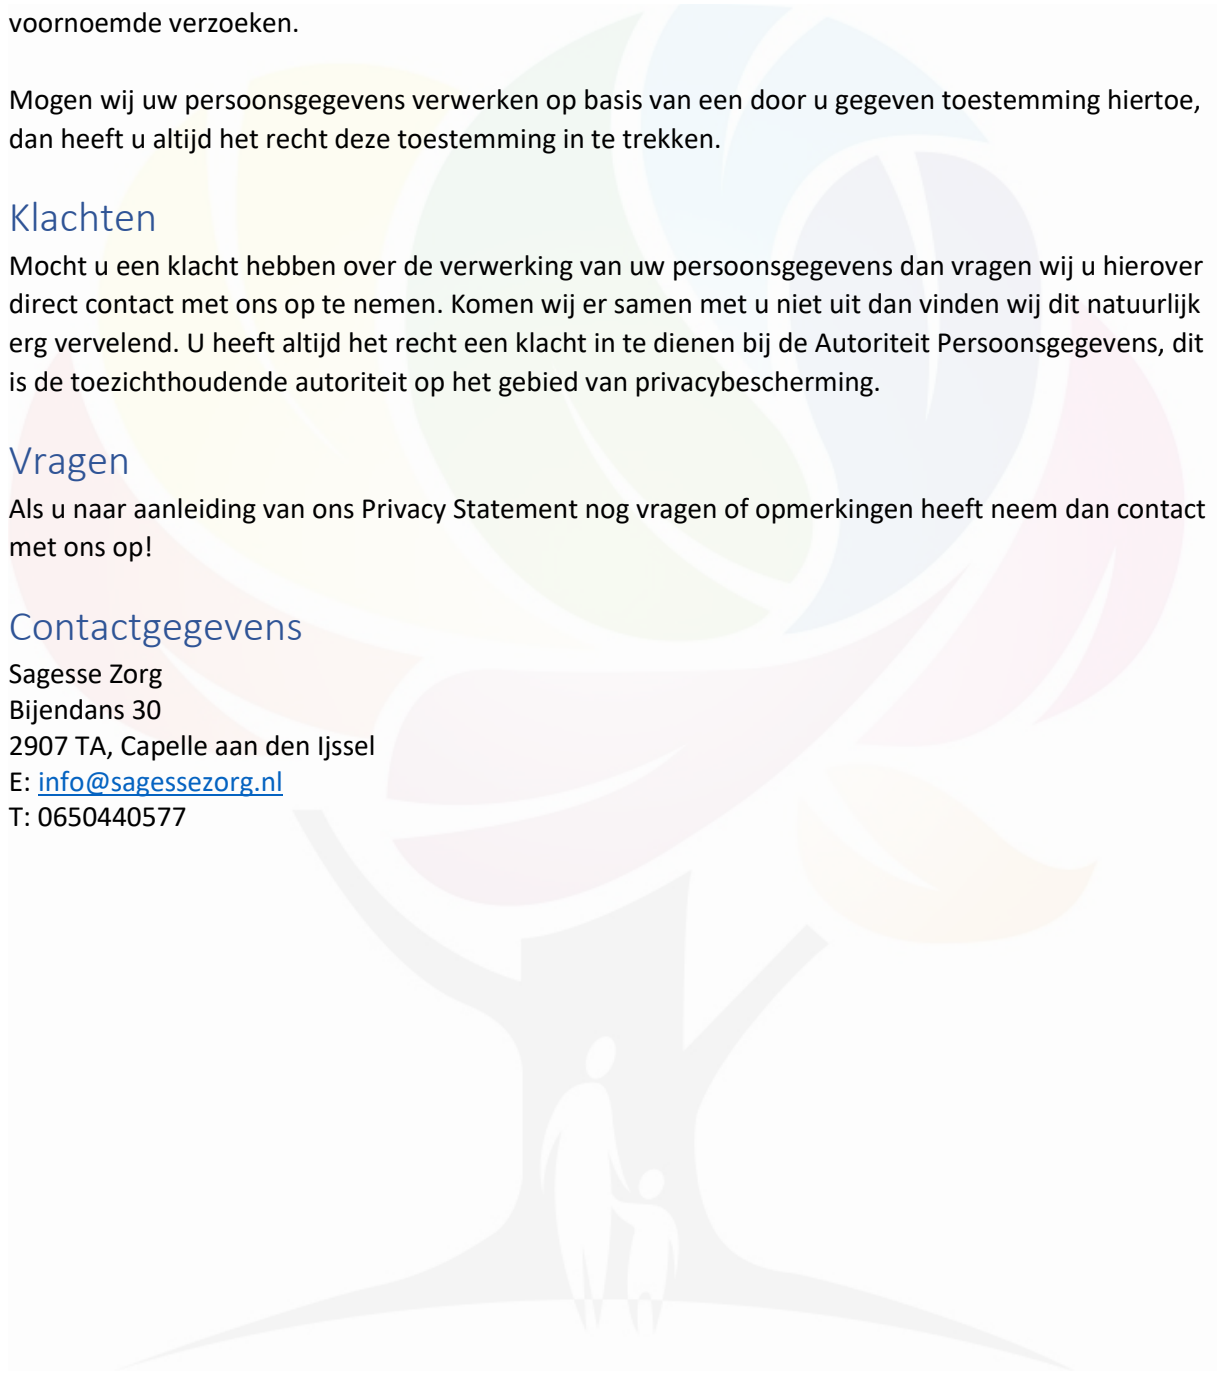 voornoemde verzoeken.
Mogen wij uw persoonsgegevens verwerken op basis van een door u gegeven toestemming hiertoe,
dan heeft u altijd het recht deze toestemming in te trekken.
Klachten
Mocht u een klacht hebben over de verwerking van uw persoonsgegevens dan vragen wij u hierover
direct contact met ons op te nemen. Komen wij er samen met u niet uit dan vinden wij dit natuurlijk
erg vervelend. U heeft altijd het recht een klacht in te dienen bij de Autoriteit Persoonsgegevens, dit
is de toezichthoudende autoriteit op het gebied van privacybescherming.
Vragen
Als u naar aanleiding van ons Privacy Statement nog vragen of opmerkingen heeft neem dan contact
met ons op!
Contactgegevens
Sagesse Zorg
Bijendans 30
2907 TA, Capelle aan den Ijssel
E: info@sagessezorg.nl
T: 0650440577